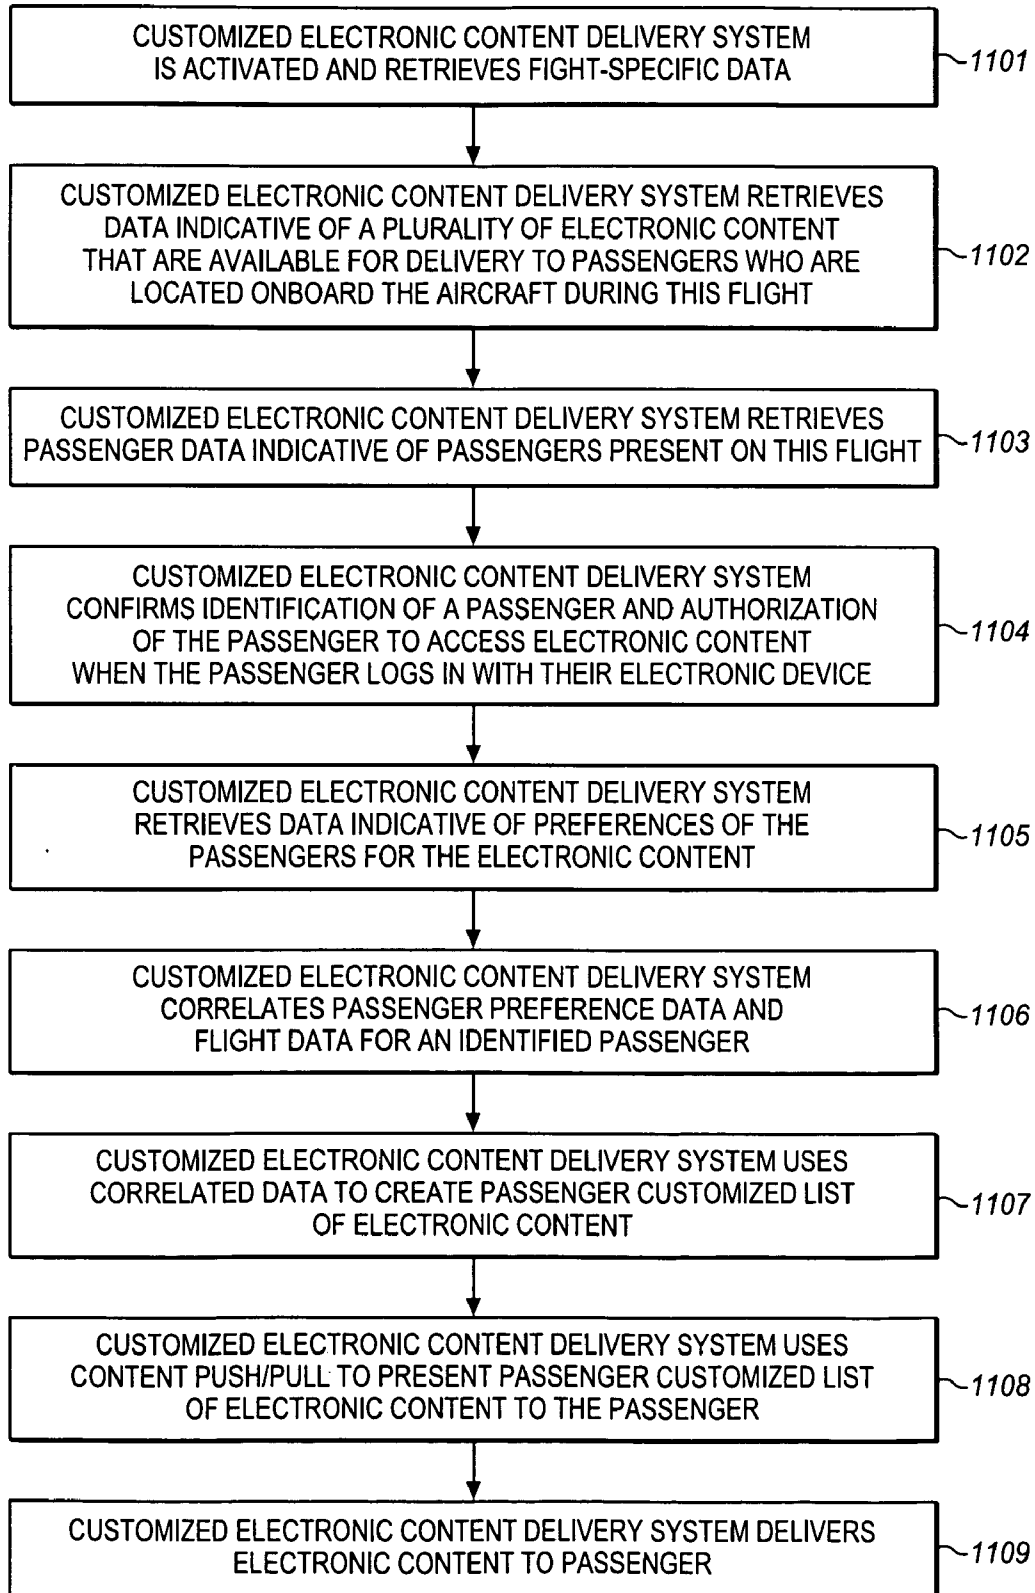 CUSTOMIZED ELECTRONIC CONTENT DELIVERY SYSTEM
IS ACTIVATED AND RETRIEVES FIGHT-SPECIFIC DATA
1101
CUSTOMIZED ELECTRONIC CONTENT DELIVERY SYSTEM RETRIEVES
DATA INDICATIVE OF A PLURALITY OF ELECTRONIC CONTENT
THAT ARE AVAILABLE FOR DELIVERY TO PASSENGERS WHO ARE
LOCATED ONBOARD THE AIRCRAFT DURING THIS FLIGHT
1102
CUSTOMIZED ELECTRONIC CONTENT DELIVERY SYSTEM RETRIEVES
PASSENGER DATA INDICATIVE OF PASSENGERS PRESENT ON THIS FLIGHT
1103
CUSTOMIZED ELECTRONIC CONTENT DELIVERY SYSTEM
CONFIRMS IDENTIFICATION OF A PASSENGER AND AUTHORIZATION
OF THE PASSENGER TO ACCESS ELECTRONIC CONTENT
WHEN THE PASSENGER LOGS IN WITH THEIR ELECTRONIC DEVICE
1104
CUSTOMIZED ELECTRONIC CONTENT DELIVERY SYSTEM
RETRIEVES DATA INDICATIVE OF PREFERENCES OF THE
PASSENGERS FOR THE ELECTRONIC CONTENT
1105
CUSTOMIZED ELECTRONIC CONTENT DELIVERY SYSTEM
CORRELATES PASSENGER PREFERENCE DATA AND
FLIGHT DATA FOR AN IDENTIFIED PASSENGER
1106
CUSTOMIZED ELECTRONIC CONTENT DELIVERY SYSTEM USES
CORRELATED DATA TO CREATE PASSENGER CUSTOMIZED LIST
OF ELECTRONIC CONTENT
1107
CUSTOMIZED ELECTRONIC CONTENT DELIVERY SYSTEM USES
CONTENT PUSH/PULL TO PRESENT PASSENGER CUSTOMIZED LIST
OF ELECTRONIC CONTENT TO THE PASSENGER
1108
CUSTOMIZED ELECTRONIC CONTENT DELIVERY SYSTEM DELIVERS
ELECTRONIC CONTENT TO PASSENGER
1109